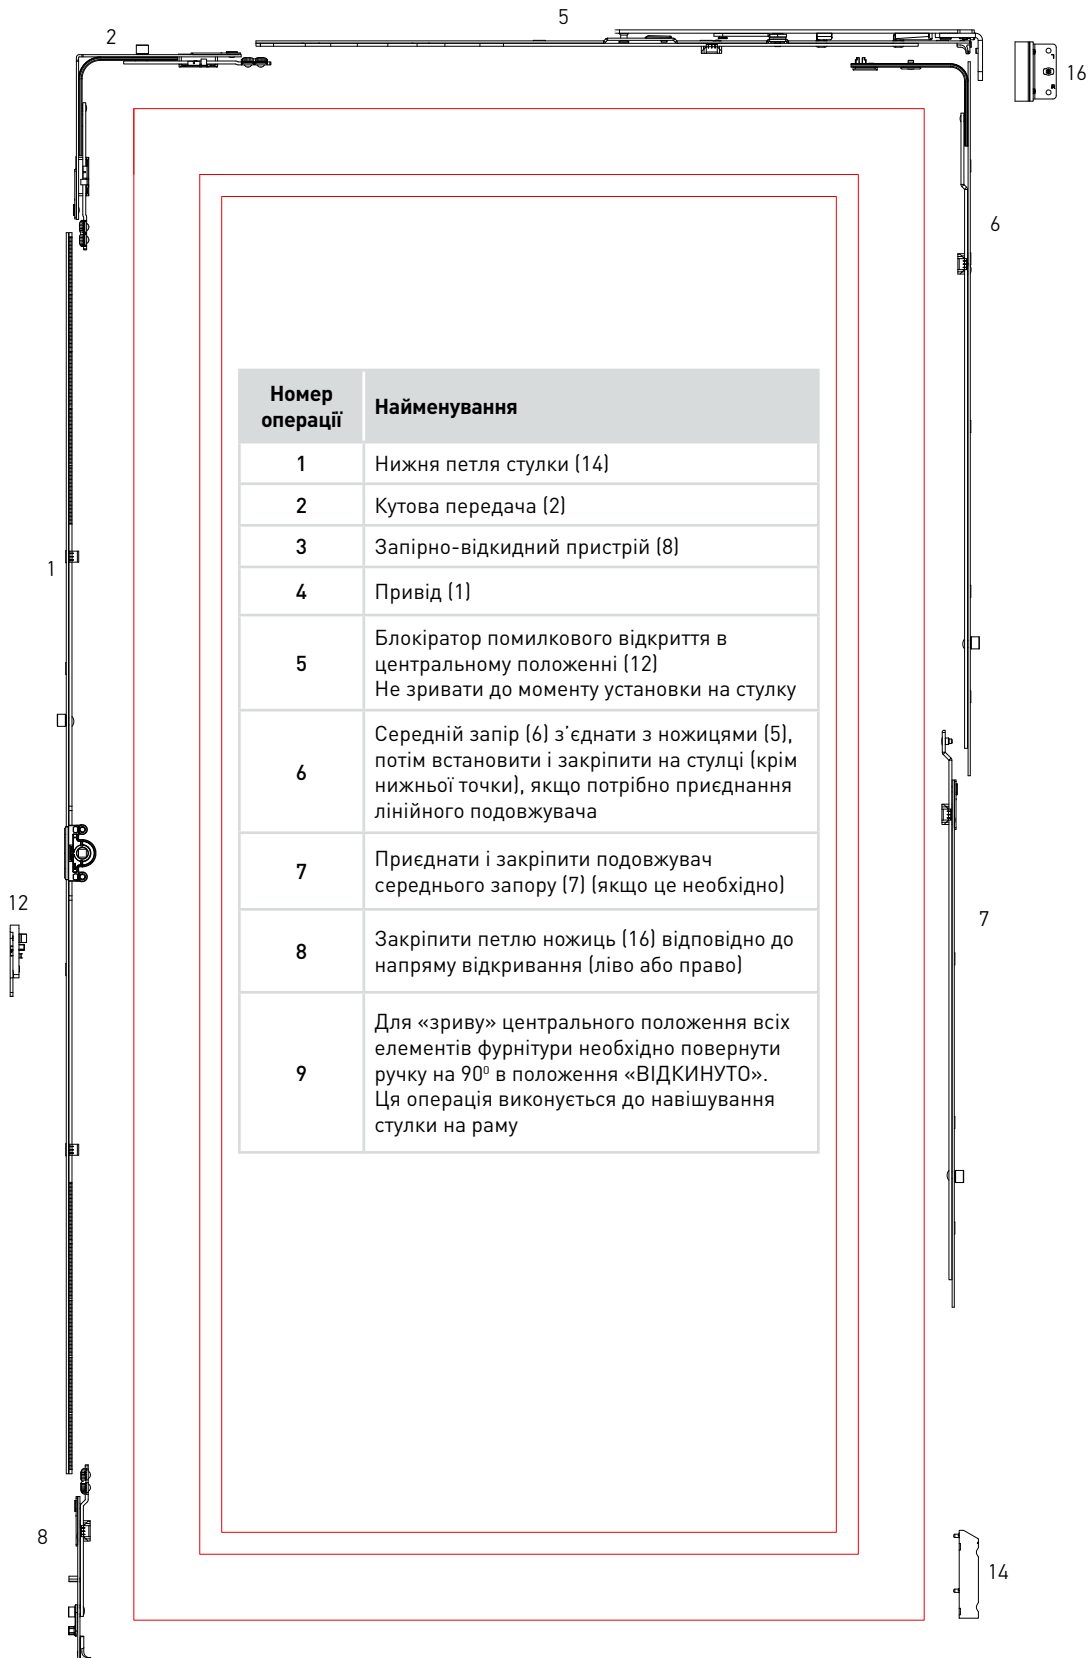 5
2
16
6
Номер операції
Найменування
1
Нижня петля стулки (14)
2
Кутова передача (2)
3
Запірно-відкидний пристрій (8)
1
4
Привід (1)
5
Блокіратор помилкового відкриття в
центральному положенні (12)
Не зривати до моменту установки на стулку
6
Середній запір (6) з'єднати з ножицями (5),
потім встановити і закріпити на стулці (крім
нижньої точки), якщо потрібно приєднання
лінійного подовжувача
7
Приєднати і закріпити подовжувач
середнього запору (7) (якщо це необхідно)
12
7
8
Закріпити петлю ножиць (16) відповідно до
напряму відкривання (ліво або право)
9
Для «зриву» центрального положення всіх
елементів фурнітури необхідно повернути
ручку на 90⁰ в положення «ВІДКИНУТО».
Ця операція виконується до навішування
стулки на раму
8
14